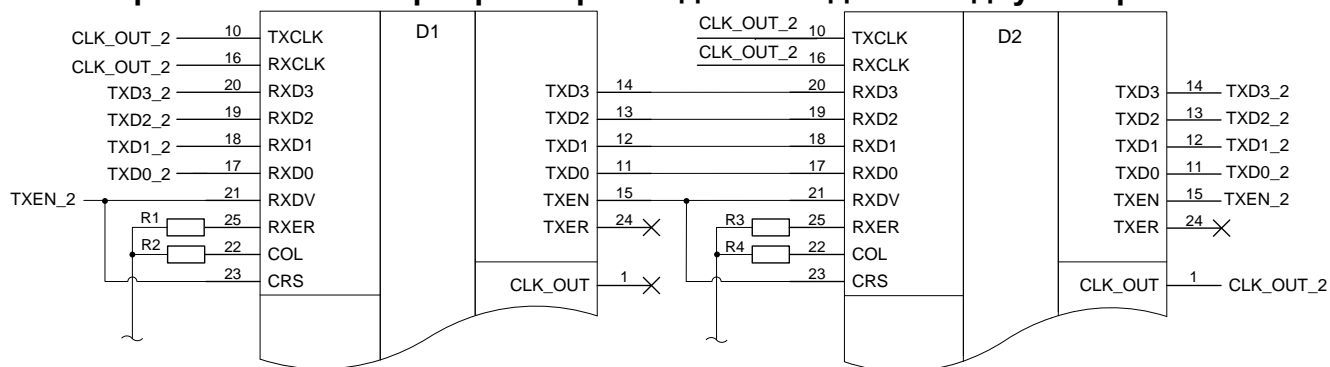 D1
CLK_OUT_2 10 TXCLK
CLK_OUT_2 16 RXCLK
TXD3_2 20 RXD3
TXD2_2 19 RXD2
TXD1_2 18 RXD1
TXD0_2 17 RXD0
TXEN_2 21 RXDV
R1 25 RXER
R2 22 COL
23 CRS
TXD3 14
TXD2 13
TXD1 12
TXD0 11
TXEN 15
TXER 24
CLK_OUT 1
D2
CLK_OUT_2 10 TXCLK
CLK_OUT_2 16 RXCLK
20 RXD3
19 RXD2
18 RXD1
17 RXD0
21 RXDV
R3 25 RXER
R4 22 COL
23 CRS
TXD3 14 TXD3_2
TXD2 13 TXD2_2
TXD1 12 TXD1_2
TXD0 11 TXD0_2
TXEN 15 TXEN_2
TXER 24
CLK_OUT 1 CLK_OUT_2